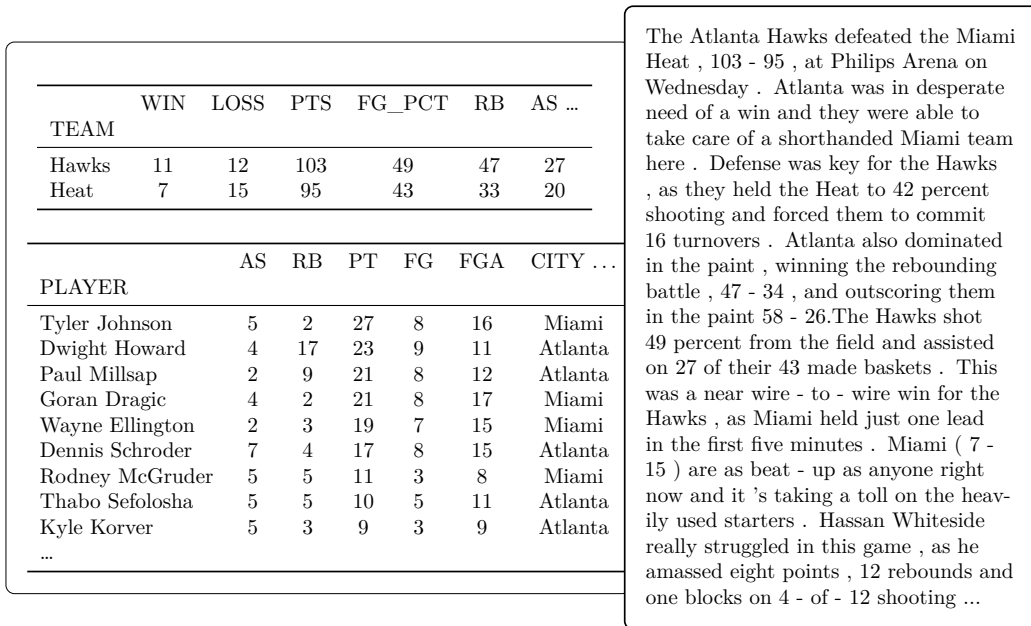 WIN LOSS PTS FG_PCT RB AS …
TEAM
Hawks 11 12 103 49 47 27
Heat 7 15 95 43 33 20
AS RB PT FG FGA CITY …
PLAYER
Tyler Johnson 5 2 27 8 16 Miami
Dwight Howard 4 17 23 9 11 Atlanta
Paul Millsap 2 9 21 8 12 Atlanta
Goran Dragic 4 2 21 8 17 Miami
Wayne Ellington 2 3 19 7 15 Miami
Dennis Schroder 7 4 17 8 15 Atlanta
Rodney McGruder 5 5 11 3 8 Miami
Thabo Sefolosha 5 5 10 5 11 Atlanta
Kyle Korver 5 3 9 3 9 Atlanta
…
The Atlanta Hawks defeated the Miami
Heat , 103 - 95 , at Philips Arena on
Wednesday . Atlanta was in desperate
need of a win and they were able to
take care of a shorthanded Miami team
here . Defense was key for the Hawks
, as they held the Heat to 42 percent
shooting and forced them to commit
16 turnovers . Atlanta also dominated
in the paint , winning the rebounding
battle , 47 - 34 , and outscoring them
in the paint 58 - 26.The Hawks shot
49 percent from the field and assisted
on 27 of their 43 made baskets . This
was a near wire - to - wire win for the
Hawks , as Miami held just one lead
in the first five minutes . Miami ( 7 -
15 ) are as beat - up as anyone right
now and it 's taking a toll on the heav-
ily used starters . Hassan Whiteside
really struggled in this game , as he
amassed eight points , 12 rebounds and
one blocks on 4 - of - 12 shooting ...